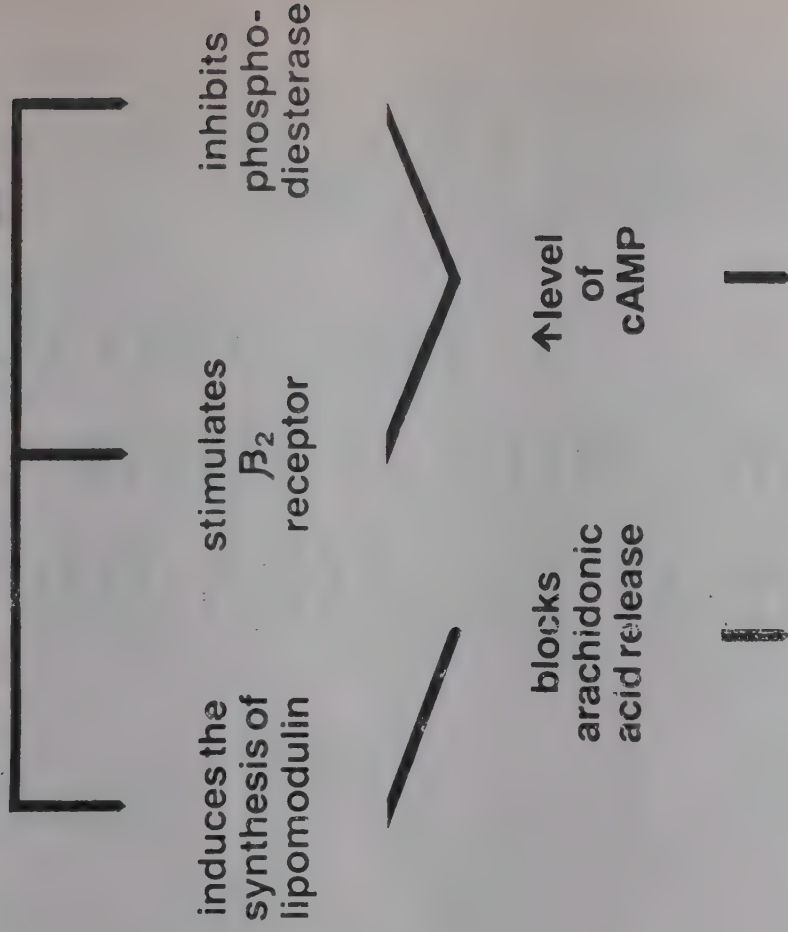 induces the
synthesis of
lipomodulin
stimulates
β₂
receptor
inhibits
phospho-
diesterase
blocks
arachidonic
acid release
↑level
of
cAMP